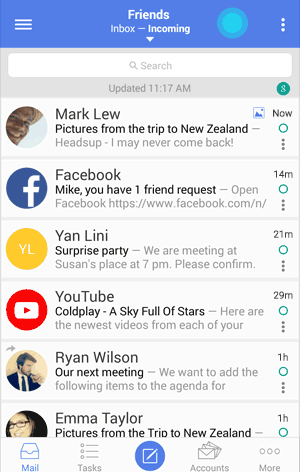 Friends
Inbox — Incoming
Search
Updated 11:17 AM
8
Mark Lew
Now
Pictures from the trip to New Zealand —
Headsup - I may never come back!
f
Facebook
14m
Mike, you have 1 friend request — Open
Facebook https://www.facebook.com/n/
YL
Yan Lini
21m
Surprise party — We are meeting at
Susan's place at 7 pm. Please confirm.
YouTube
29m
Coldplay - A Sky Full Of Stars — Here are
the newest videos from each of your
Ryan Wilson
1h
Our next meeting — We want to add the
following items to the agenda for
Emma Taylor
1h
Pictures from the Trip to New Zealand —
Mail
Tasks
Accounts
More